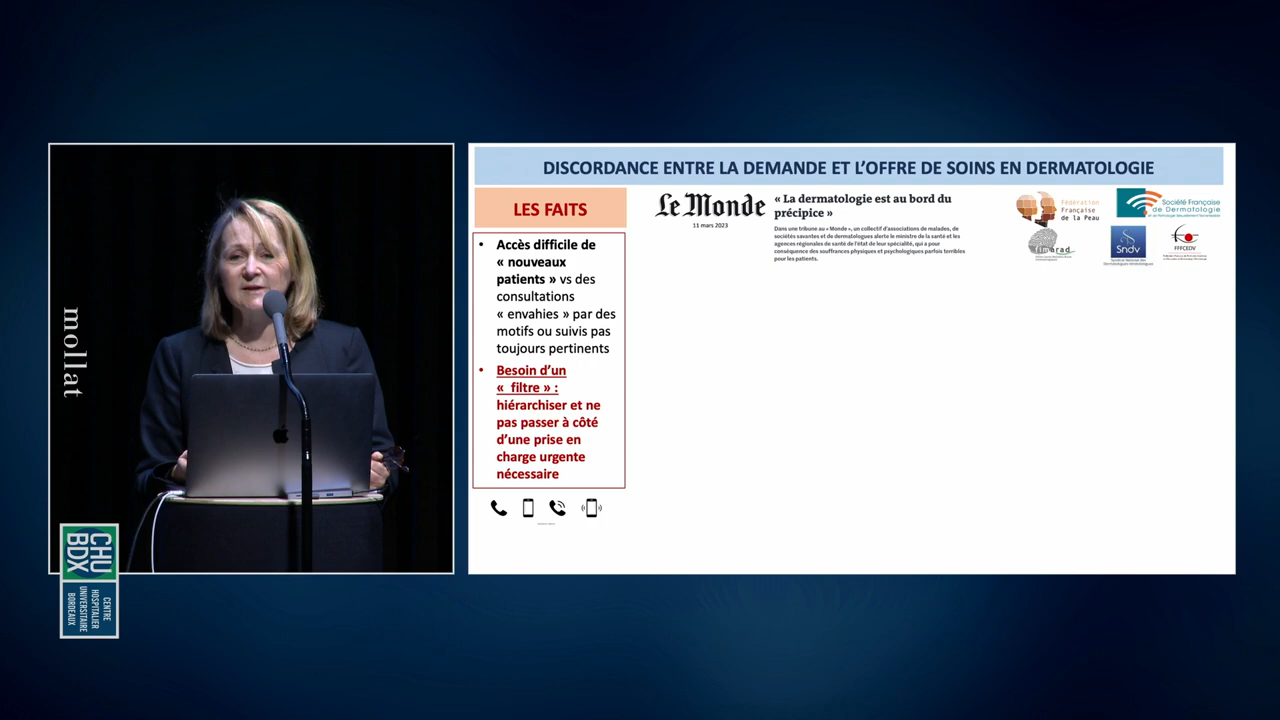 DISCORDANCE ENTRE LA DEMANDE ET L'OFFRE DE SOINS EN DERMATOLOGIE
LES FAITS
• Accès difficile de
« nouveaux
patients » vs des
consultations
« envahies » par des
motifs ou suivis pas
toujours pertinents
• Besoin d'un
« filtre » :
hiérarchiser et ne
pas passer à côté
d'une prise en
charge urgente
nécessaire
Le Monde
11 mars 2023
« La dermatologie est au bord du
précipice »
Dans une tribune au « Monde », un collectif d'associations de malades, de
sociétés savantes et de dermatologues alerte le ministre de la santé et les
agences régionales de santé de l'état de leur spécialité, qui a pour
conséquence des souffrances physiques et psychologiques parfois terribles
pour les patients.
Fédération
Française
de la Peau
Société Française
de Dermatologie
fimarad
Sndv
FFFCEDV
mollat
CHU
BDX
CENTRE
HOSPITALIER
UNIVERSITAIRE
BORDEAUX